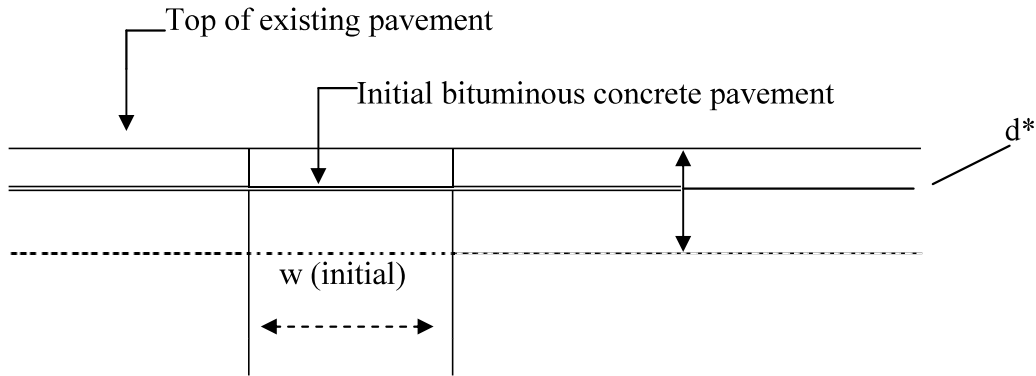 Top of existing pavement
Initial bituminous concrete pavement
d*
w (initial)